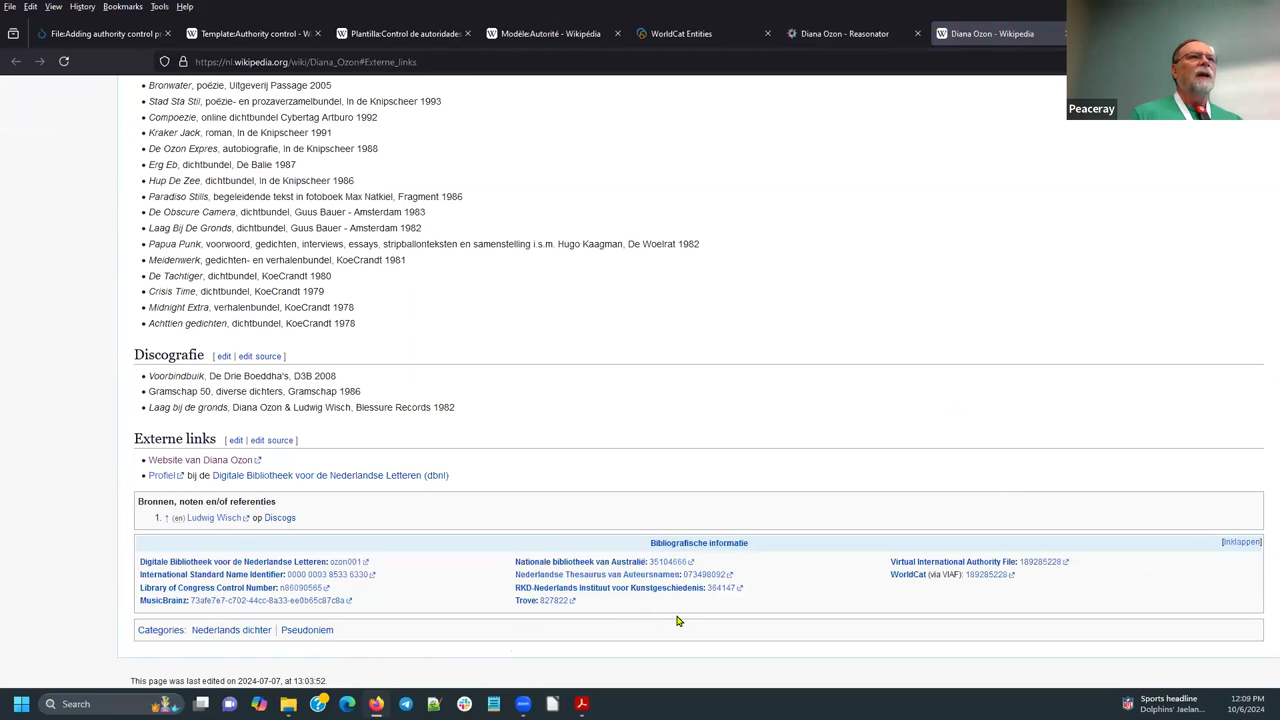 File Edit View History Bookmarks Tools Help
File:Adding authority control pr
Template:Authority control - W
Plantilla:Control de autoridades
Modèle:Autorité - Wikipédia
WorldCat Entities
Diana Ozon - Reasonator
Diana Ozon - Wikipedia
https://nl.wikipedia.org/wiki/Diana_Ozon#Externe_links
Peaceray
Bronwater, poëzie, Uitgeverij Passage 2005
Stad Sta Stil, poëzie- en prozaverzamelbundel, In de Knipscheer 1993
Compoezie, online dichtbundel Cybertag Artburo 1992
Kraker Jack, roman, In de Knipscheer 1991
De Ozon Expres, autobiografie, In de Knipscheer 1988
Erg Eb, dichtbundel, De Balie 1987
Hup De Zee, dichtbundel, In de Knipscheer 1986
Paradiso Stills, begeleidende tekst in fotoboek Max Natkiel, Fragment 1986
De Obscure Camera, dichtbundel, Guus Bauer - Amsterdam 1983
Laag Bij De Gronds, dichtbundel, Guus Bauer - Amsterdam 1982
Papua Punk, voorwoord, gedichten, interviews, essays, stripballonteksten en samenstelling i.s.m. Hugo Kaagman, De Woelrat 1982
Meidenwerk, gedichten- en verhalenbundel, KoeCrandt 1981
De Tachtiger, dichtbundel, KoeCrandt 1980
Crisis Time, dichtbundel, KoeCrandt 1979
Midnight Extra, verhalenbundel, KoeCrandt 1978
Achttien gedichten, dichtbundel, KoeCrandt 1978
Discografie [ edit | edit source ]
Voorbindbuik, De Drie Boeddha's, D3B 2008
Gramschap 50, diverse dichters, Gramschap 1986
Laag bij de gronds, Diana Ozon & Ludwig Wisch, Blessure Records 1982
Externe links [ edit | edit source ]
Website van Diana Ozon
Profiel bij de Digitale Bibliotheek voor de Nederlandse Letteren (dbnl)
Bronnen, noten en/of referenties
1. ↑ (en) Ludwig Wisch op Discogs
Bibliografische informatie [Inklappen]
Digitale Bibliotheek voor de Nederlandse Letteren: ozon001
International Standard Name Identifier: 0000 0003 8533 6330
Library of Congress Control Number: n86090565
MusicBrainz: 73afe7e7-c702-44cc-8a33-ee0b65c87c8a
Nationale bibliotheek van Australië: 35104666
Nederlandse Thesaurus van Auteursnamen: 073498092
RKD-Nederlands Instituut voor Kunstgeschiedenis: 364147
Trove: 827822
Virtual International Authority File: 189285228
WorldCat (via VIAF): 189285228
Categories: Nederlands dichter | Pseudoniem
This page was last edited on 2024-07-07, at 13:03:52.
Search
Sports headline
Dolphins' Jaelan...
12:09 PM
10/6/2024